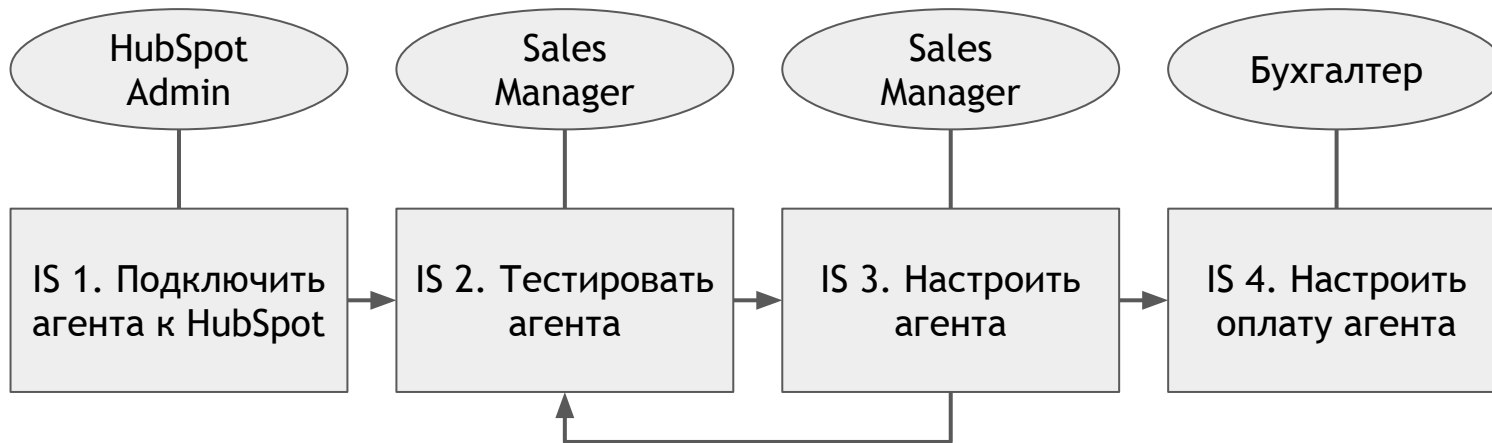 HubSpot
Admin
Sales
Manager
Sales
Manager
Бухгалтер
IS 1. Подключить
агента к HubSpot
IS 2. Тестировать
агента
IS 3. Настроить
агента
IS 4. Настроить
оплату агента